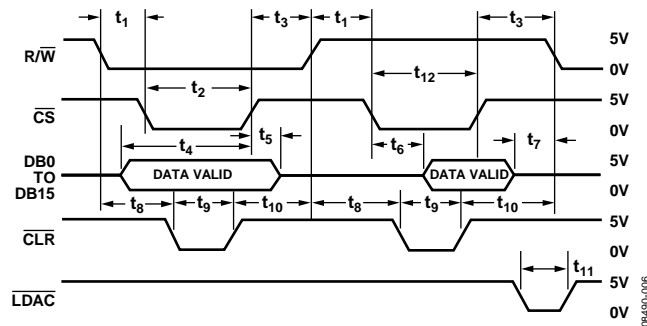 t1 t3 t1 t3
5V
R/W
0V
t2 t12
5V
CS
0V
t4 t5 t6 t7
DB0
TO
DB15
DATA VALID DATA VALID
5V
0V
t8 t9 t10 t8 t9 t10
5V
CLR
0V
t11
5V
LDAC
0V
08490-006